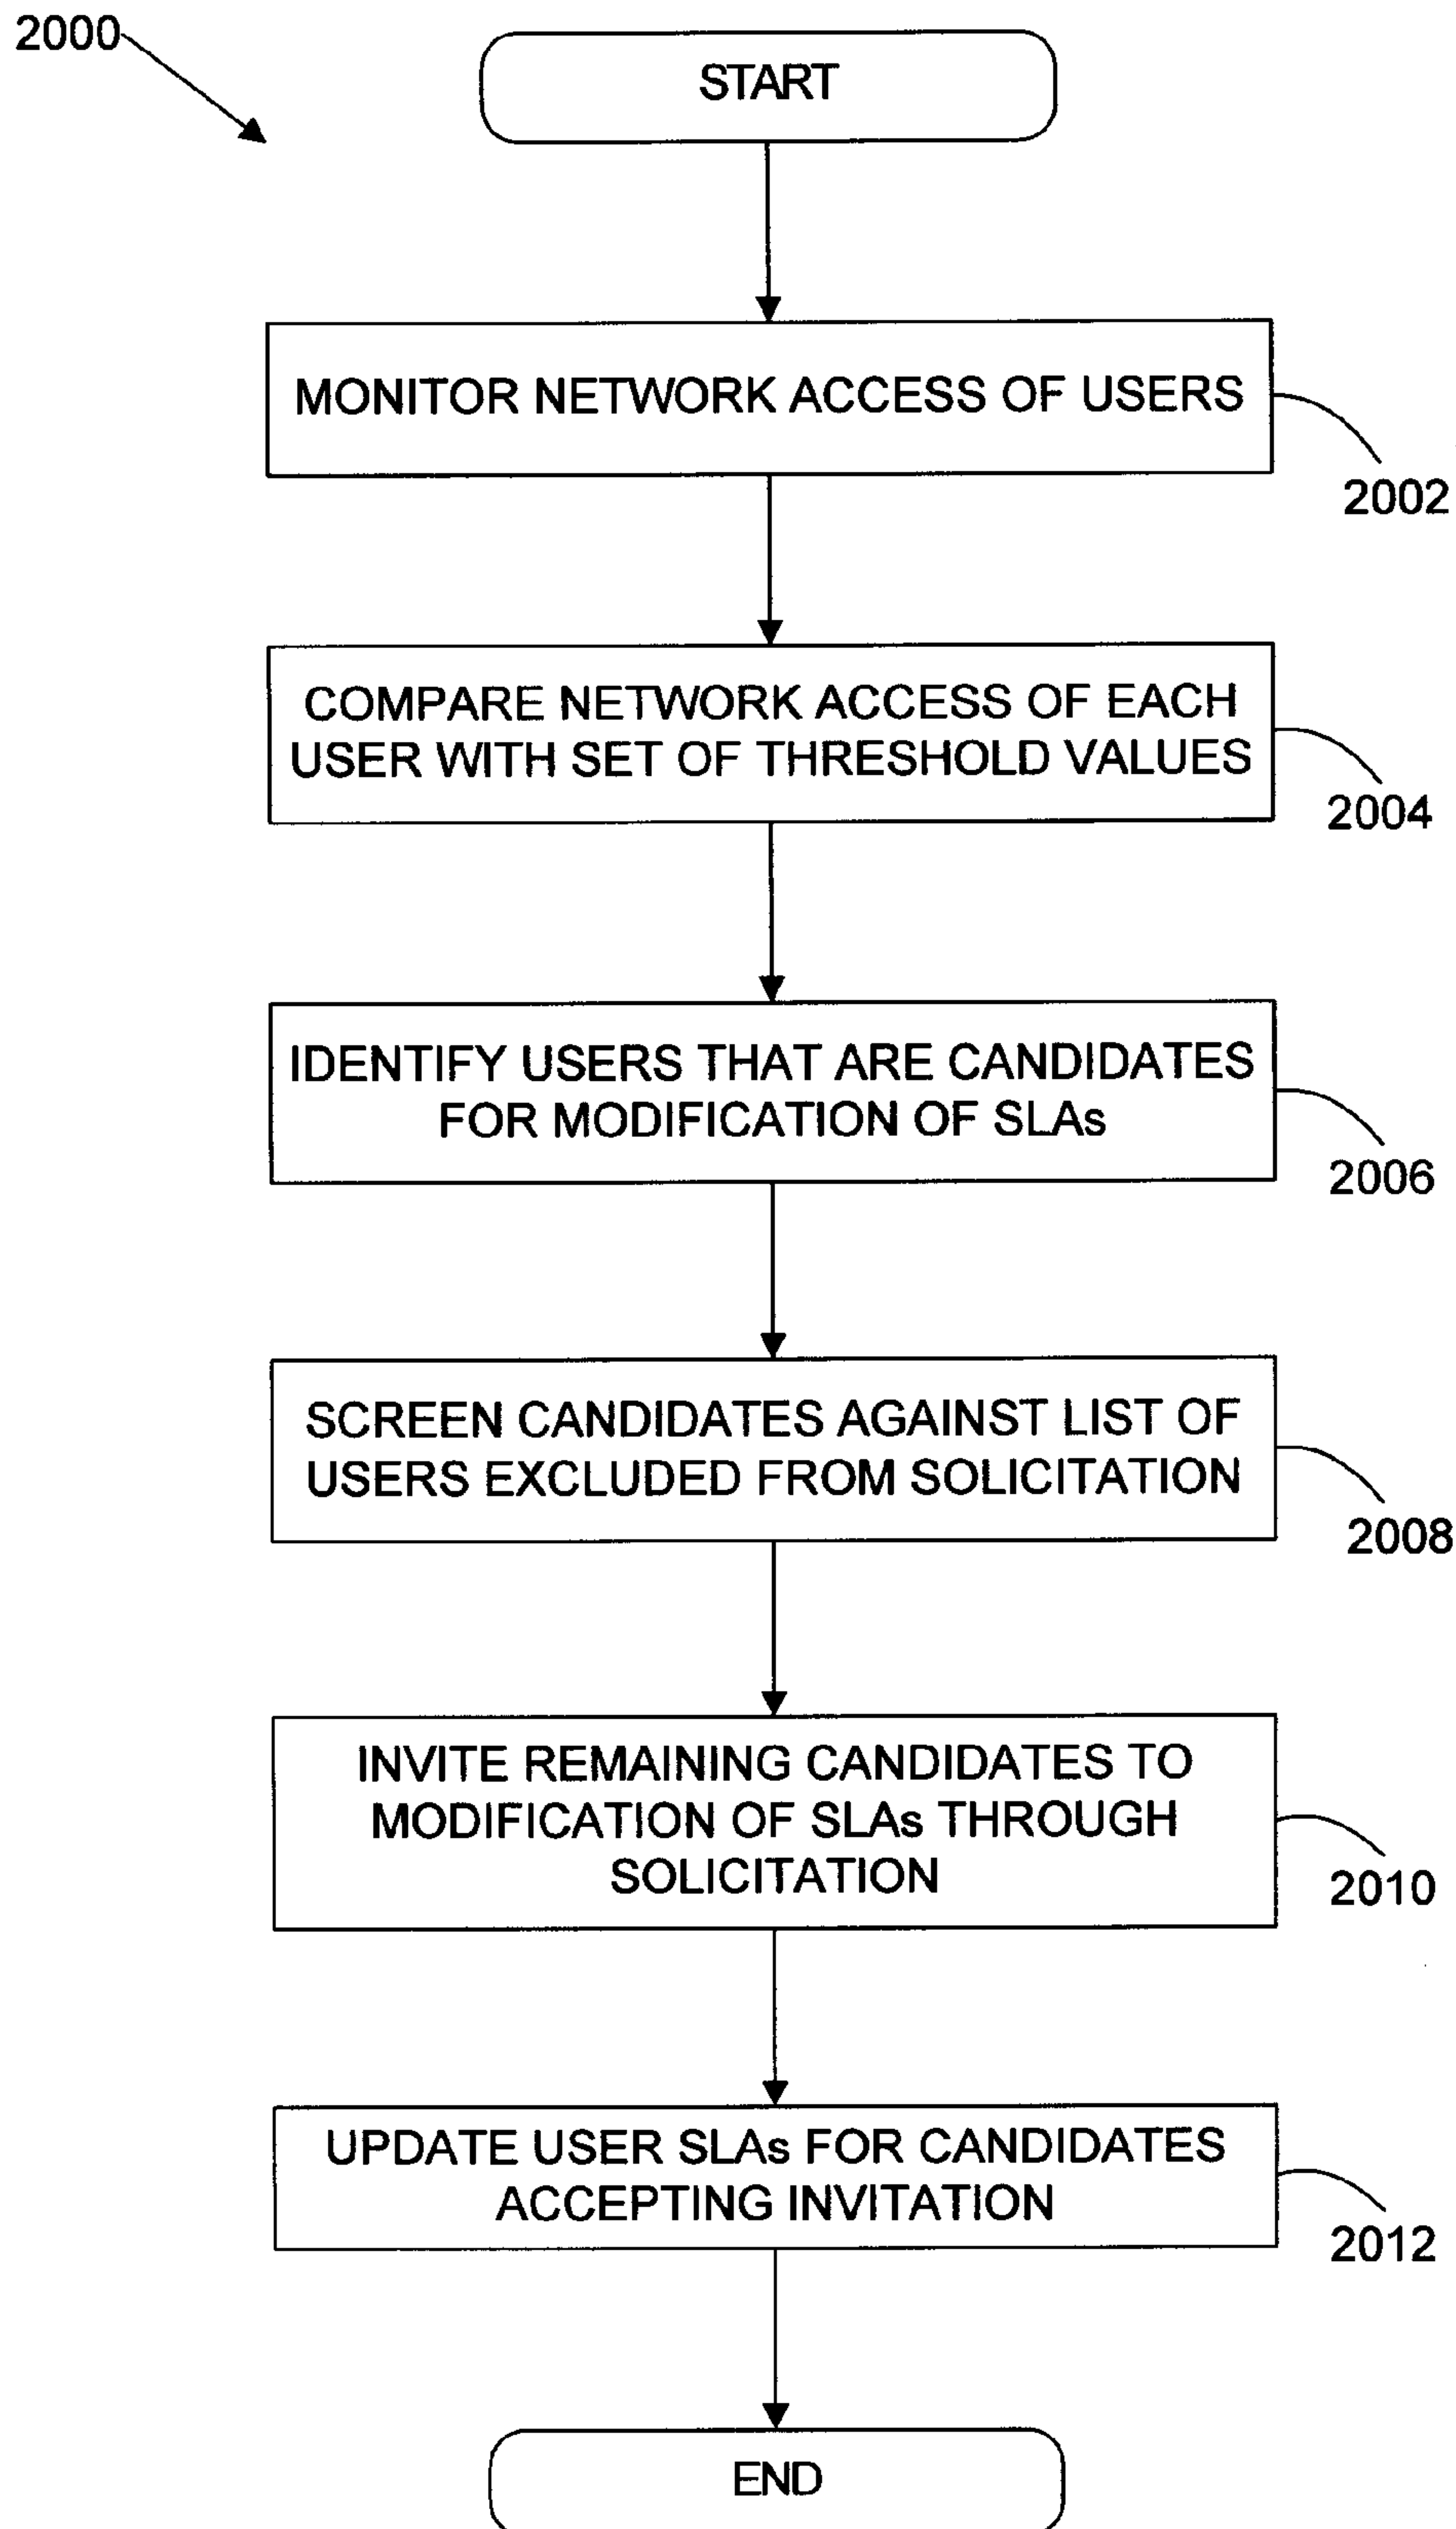 2000
START
MONITOR NETWORK ACCESS OF USERS
2002
COMPARE NETWORK ACCESS OF EACH
USER WITH SET OF THRESHOLD VALUES
2004
IDENTIFY USERS THAT ARE CANDIDATES
FOR MODIFICATION OF SLAs
2006
SCREEN CANDIDATES AGAINST LIST OF
USERS EXCLUDED FROM SOLICITATION
2008
INVITE REMAINING CANDIDATES TO
MODIFICATION OF SLAs THROUGH
SOLICITATION
2010
UPDATE USER SLAs FOR CANDIDATES
ACCEPTING INVITATION
2012
END